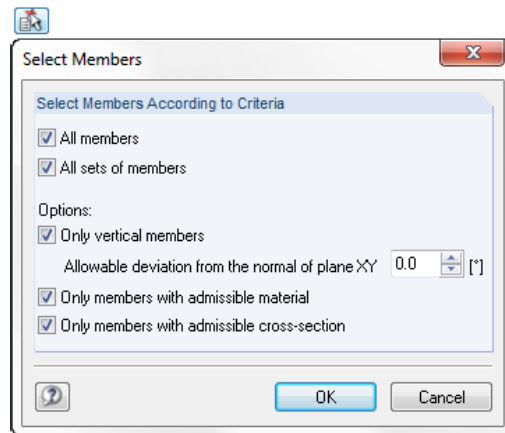 Select Members
Select Members According to Criteria
All members
All sets of members
Options:
Only vertical members
Allowable deviation from the normal of plane XY 0.0 [°]
Only members with admissible material
Only members with admissible cross-section
OK Cancel